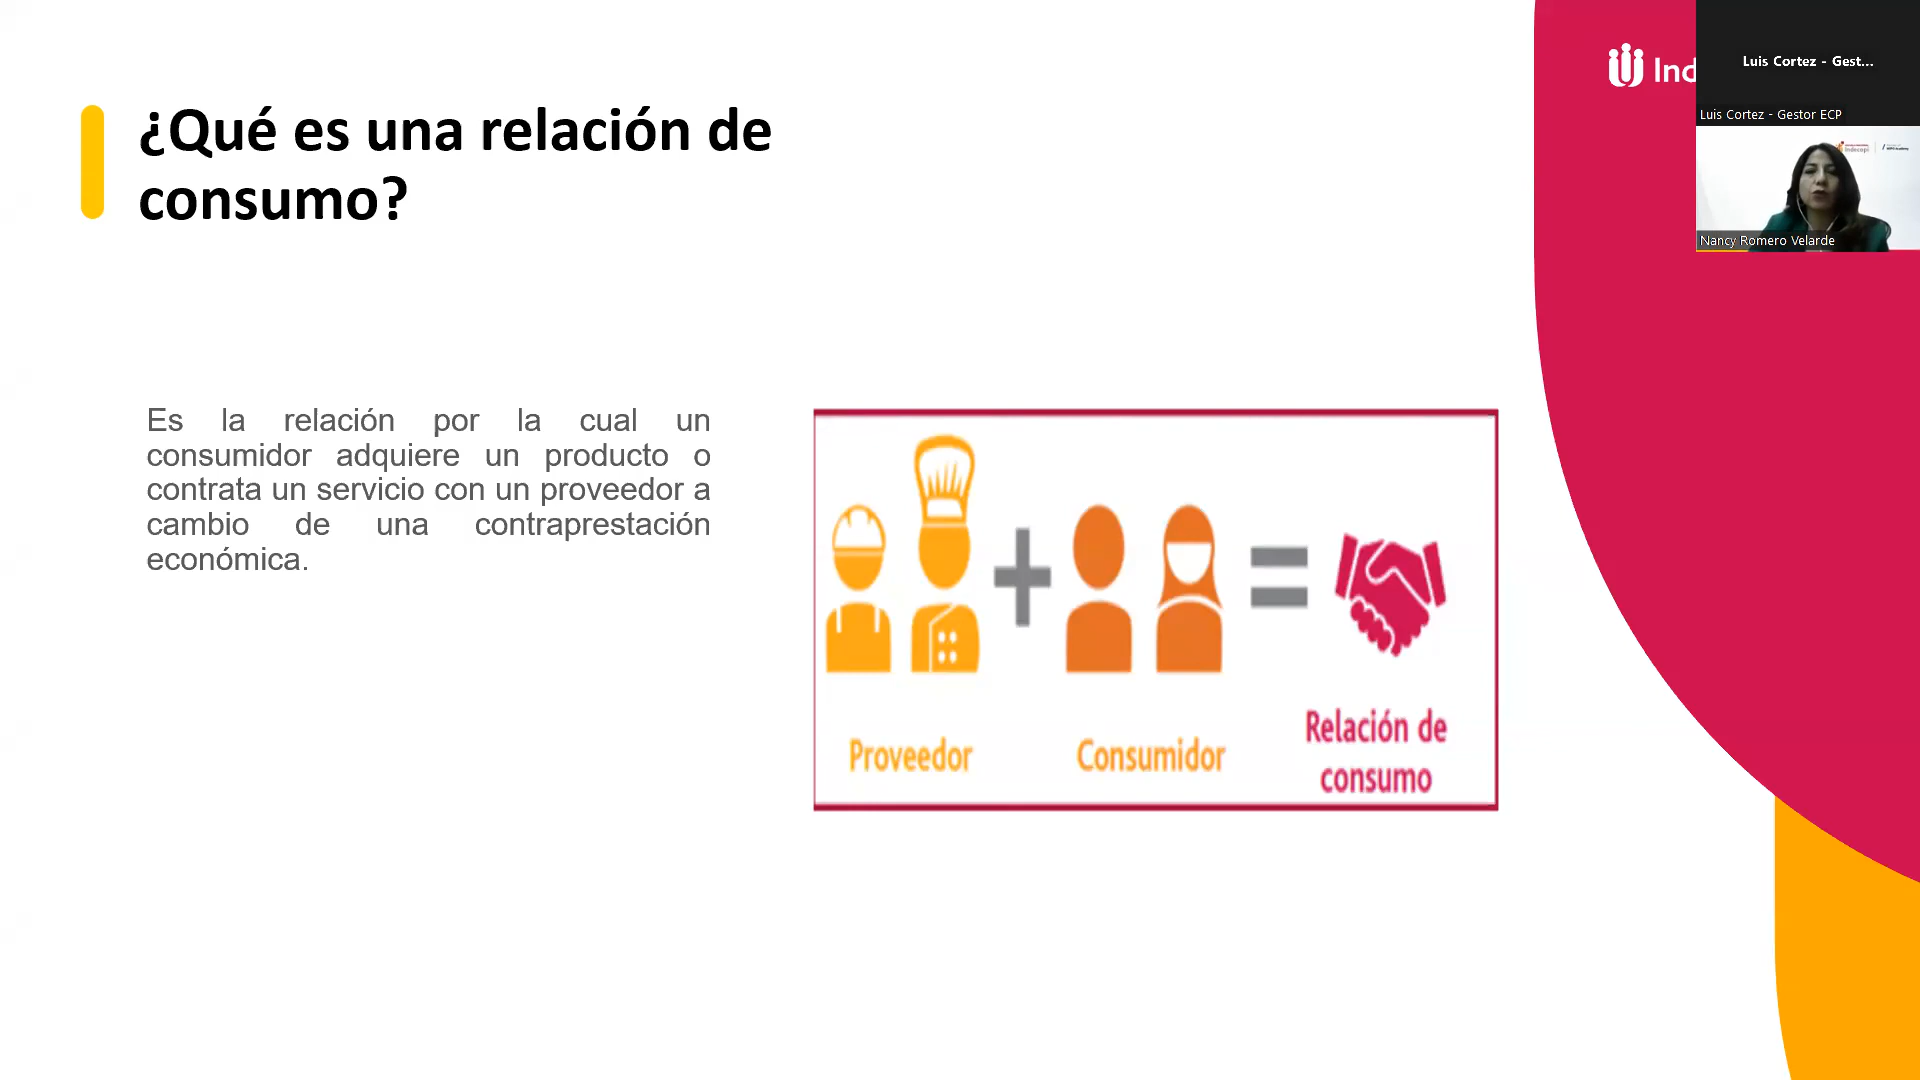 ¿Qué es una relación de
consumo?
Es la relación por la cual un
consumidor adquiere un producto o
contrata un servicio con un proveedor a
cambio de una contraprestación
económica.
Proveedor
Consumidor
Relación de
consumo
Ind
Luis Cortez - Gest...
Luis Cortez - Gestor ECP
Indecopi
Nancy Romero Velarde